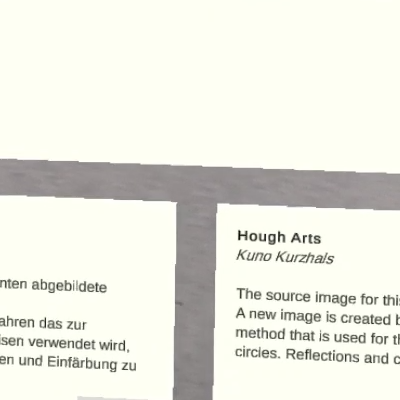 nten abgebildete
ahren das zur
isen verwendet wird,
en und Einfärbung zu
Hough Arts
Kuno Kurzhals
The source image for this
A new image is created b
method that is used for t
circles. Reflections and c